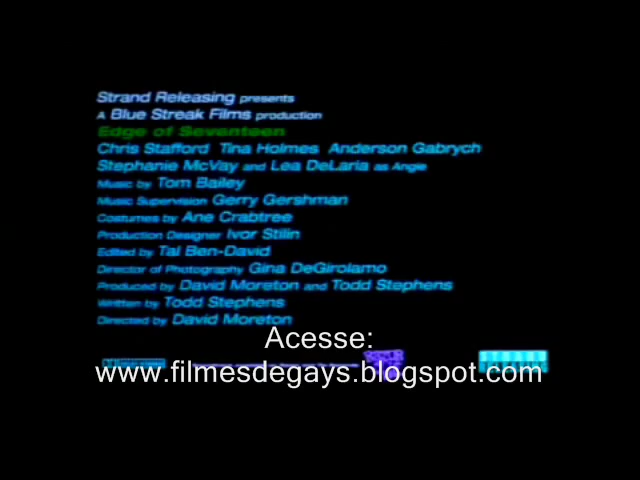 Strand Releasing presents
A Blue Streak Films production
Edge of Seventeen
Chris Stafford Tina Holmes Anderson Gabrych
Stephanie McVay and Lea DeLaria as Angie
Music by Tom Bailey
Music Supervision Gerry Gershman
Costumes by Ane Crabtree
Production Designer Ivor Stilin
Edited by Tal Ben-David
Director of Photography Gina DeGirolamo
Produced by David Moreton and Todd Stephens
Written by Todd Stephens
Directed by David Moreton
Acesse:
www.filmesdegays.blogspot.com